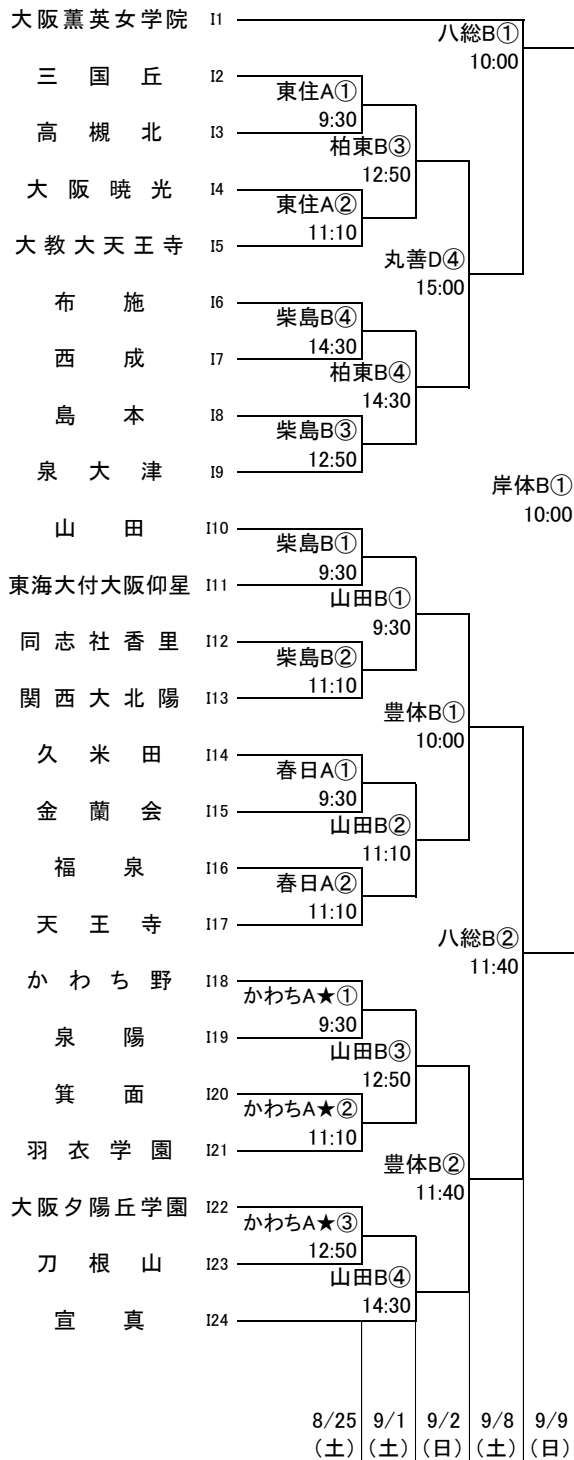 大阪薫英女学院 I1
八総B①
10:00
三国丘 I2
東住A①
9:30
高槻北 I3
柏東B③
12:50
大阪暁光 I4
東住A②
11:10
大教大天王寺 I5
丸善D④
15:00
布施 I6
柴島B④
14:30
西成 I7
柏東B④
14:30
島本 I8
柴島B③
12:50
泉大津 I9
岸体B①
10:00
山田 I10
柴島B①
9:30
東海大付大阪仰星 I11
山田B①
9:30
同志社香里 I12
柴島B②
11:10
関西大北陽 I13
豊体B①
10:00
久米田 I14
春日A①
9:30
金蘭会 I15
山田B②
11:10
福泉 I16
春日A②
11:10
天王寺 I17
八総B②
11:40
かわち野 I18
かわちA★①
9:30
泉陽 I19
山田B③
12:50
箕面 I20
かわちA★②
11:10
羽衣学園 I21
豊体B②
11:40
大阪夕陽丘学園 I22
かわちA★③
12:50
刀根山 I23
山田B④
14:30
宣真 I24
8/25 9/1 9/2 9/8 9/9
（土） （土） （日） （土） （日）